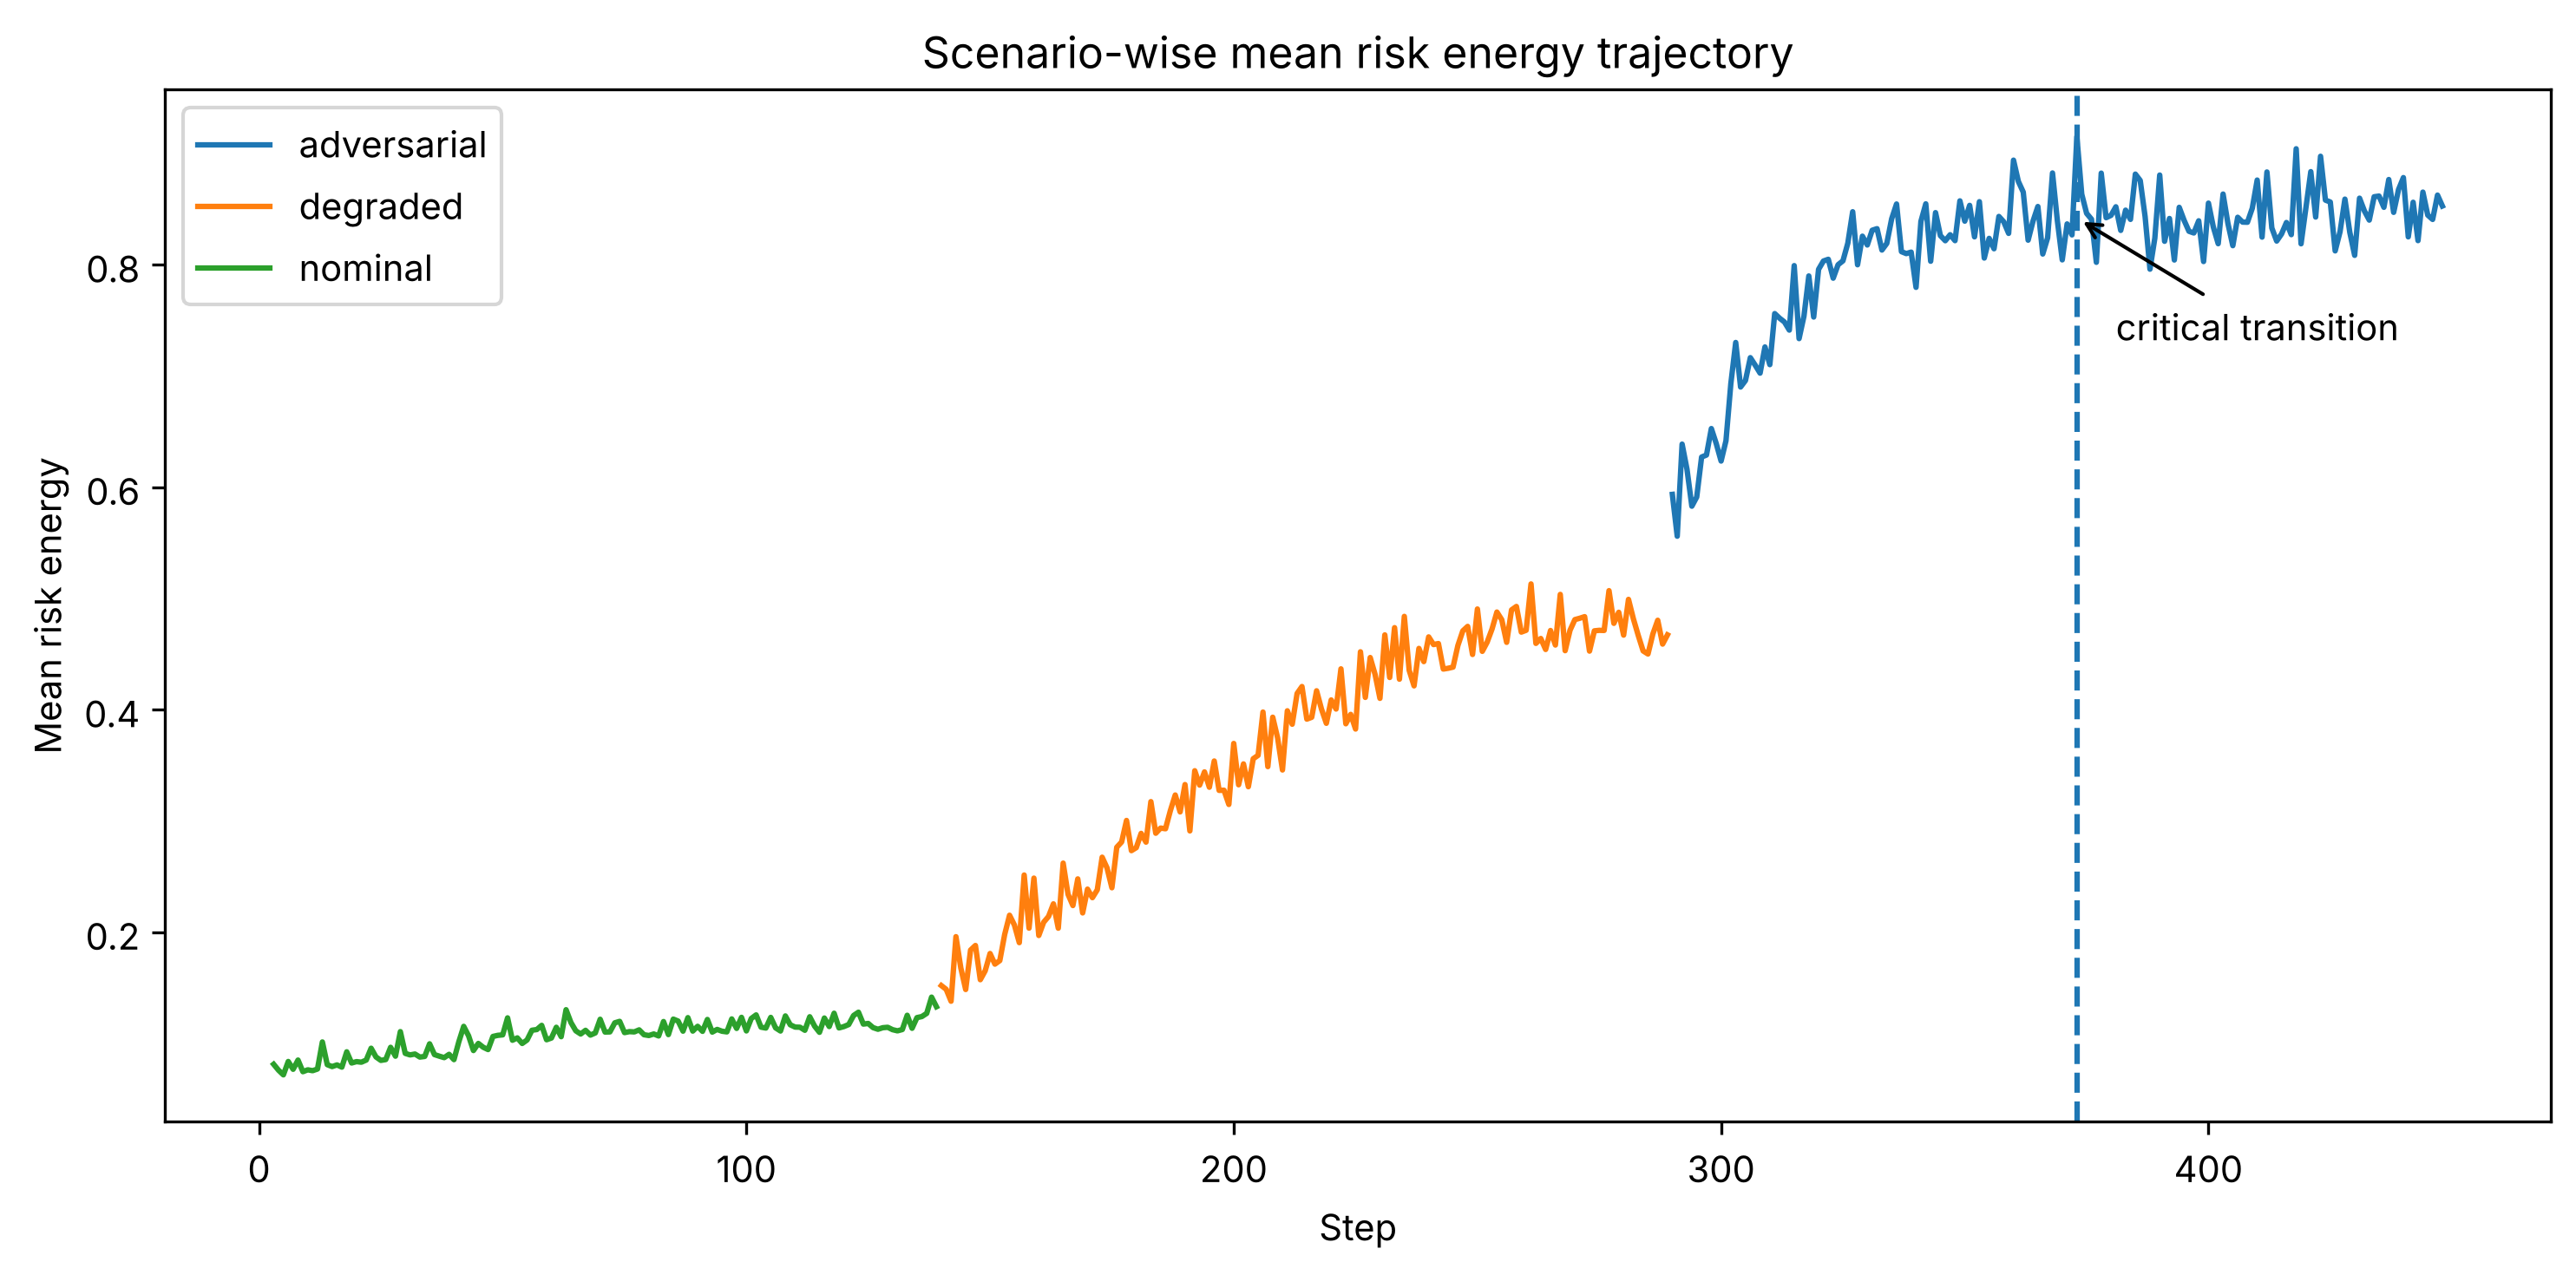 Scenario-wise mean risk energy trajectory
adversarial
degraded
nominal
critical transition
Mean risk energy
0.8
0.6
0.4
0.2
0
100
200
300
400
Step